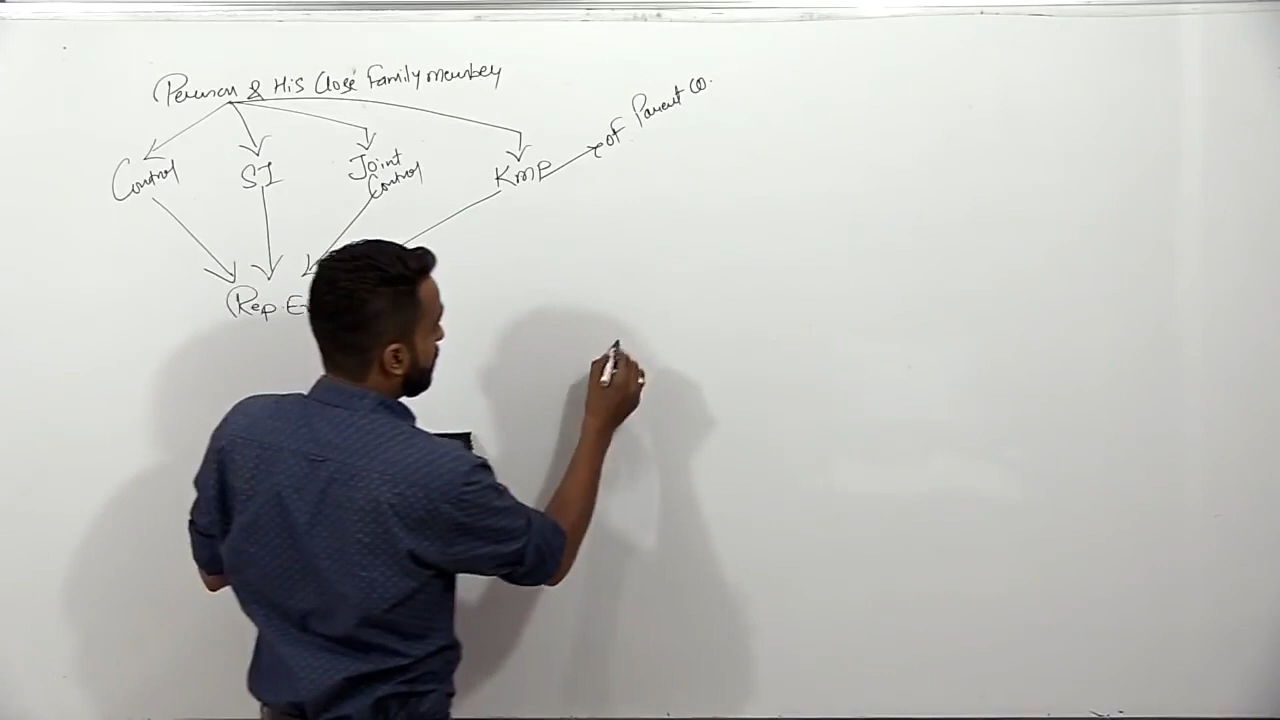 Person & His Close Family member
of Parent Co.
Control SI Joint Control KMP
Rep. E